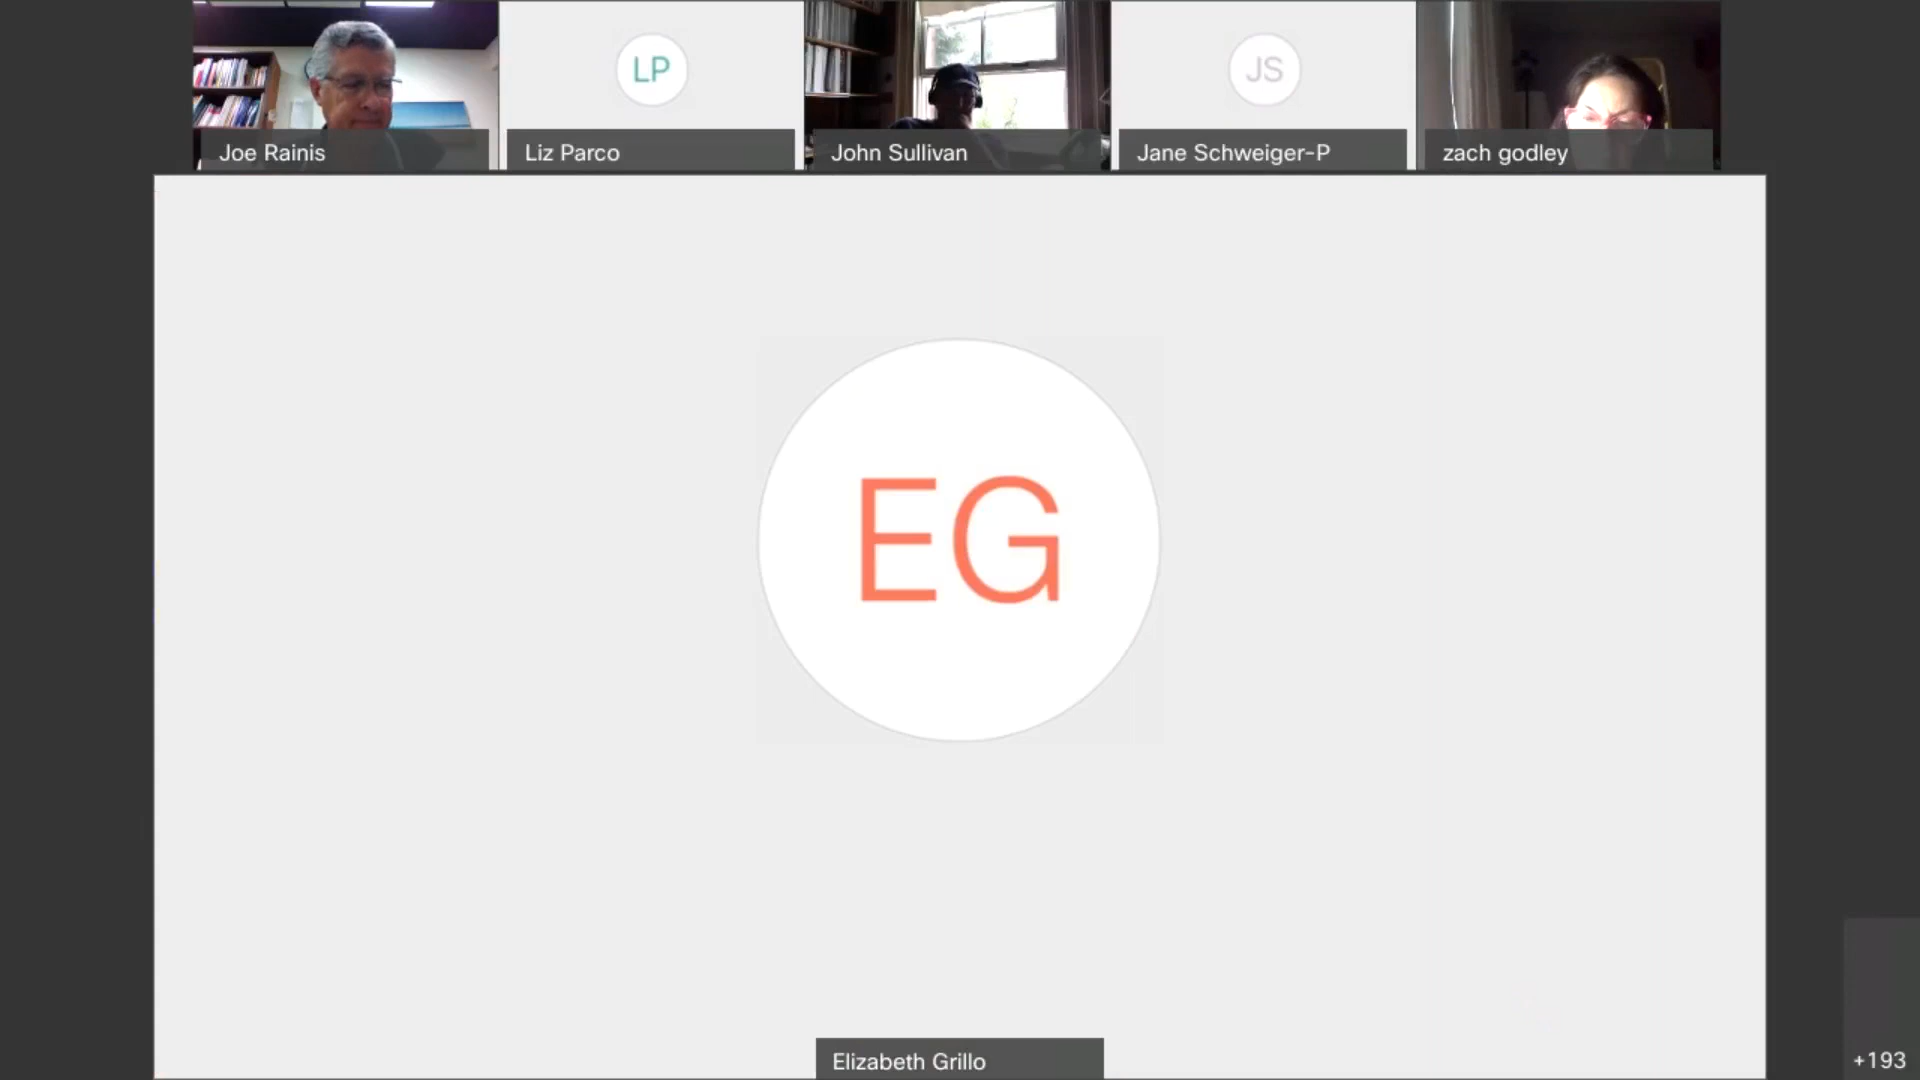 LP
JS
Joe Rainis
Liz Parco
John Sullivan
Jane Schweiger-P
zach godley
EG
Elizabeth Grillo
+193